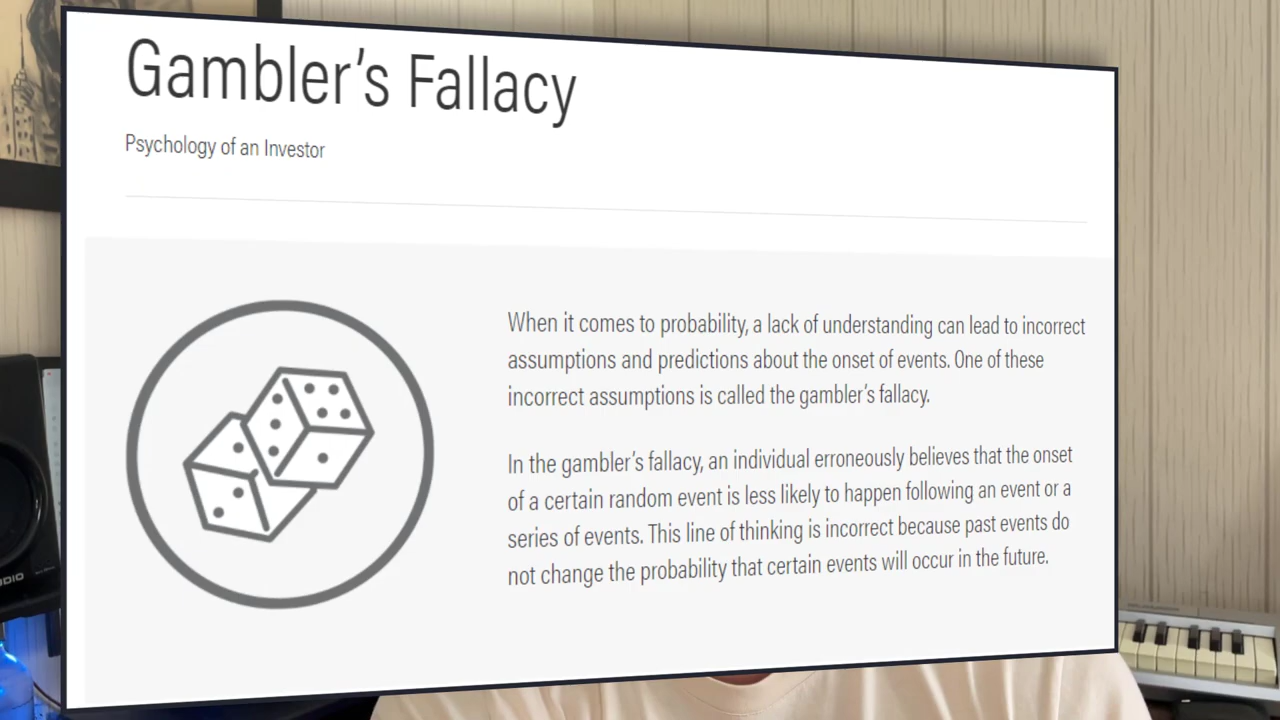 Gambler's Fallacy
Psychology of an Investor
When it comes to probability, a lack of understanding can lead to incorrect
assumptions and predictions about the onset of events. One of these
incorrect assumptions is called the gambler's fallacy.
In the gambler's fallacy, an individual erroneously believes that the onset
of a certain random event is less likely to happen following an event or a
series of events. This line of thinking is incorrect because past events do
not change the probability that certain events will occur in the future.